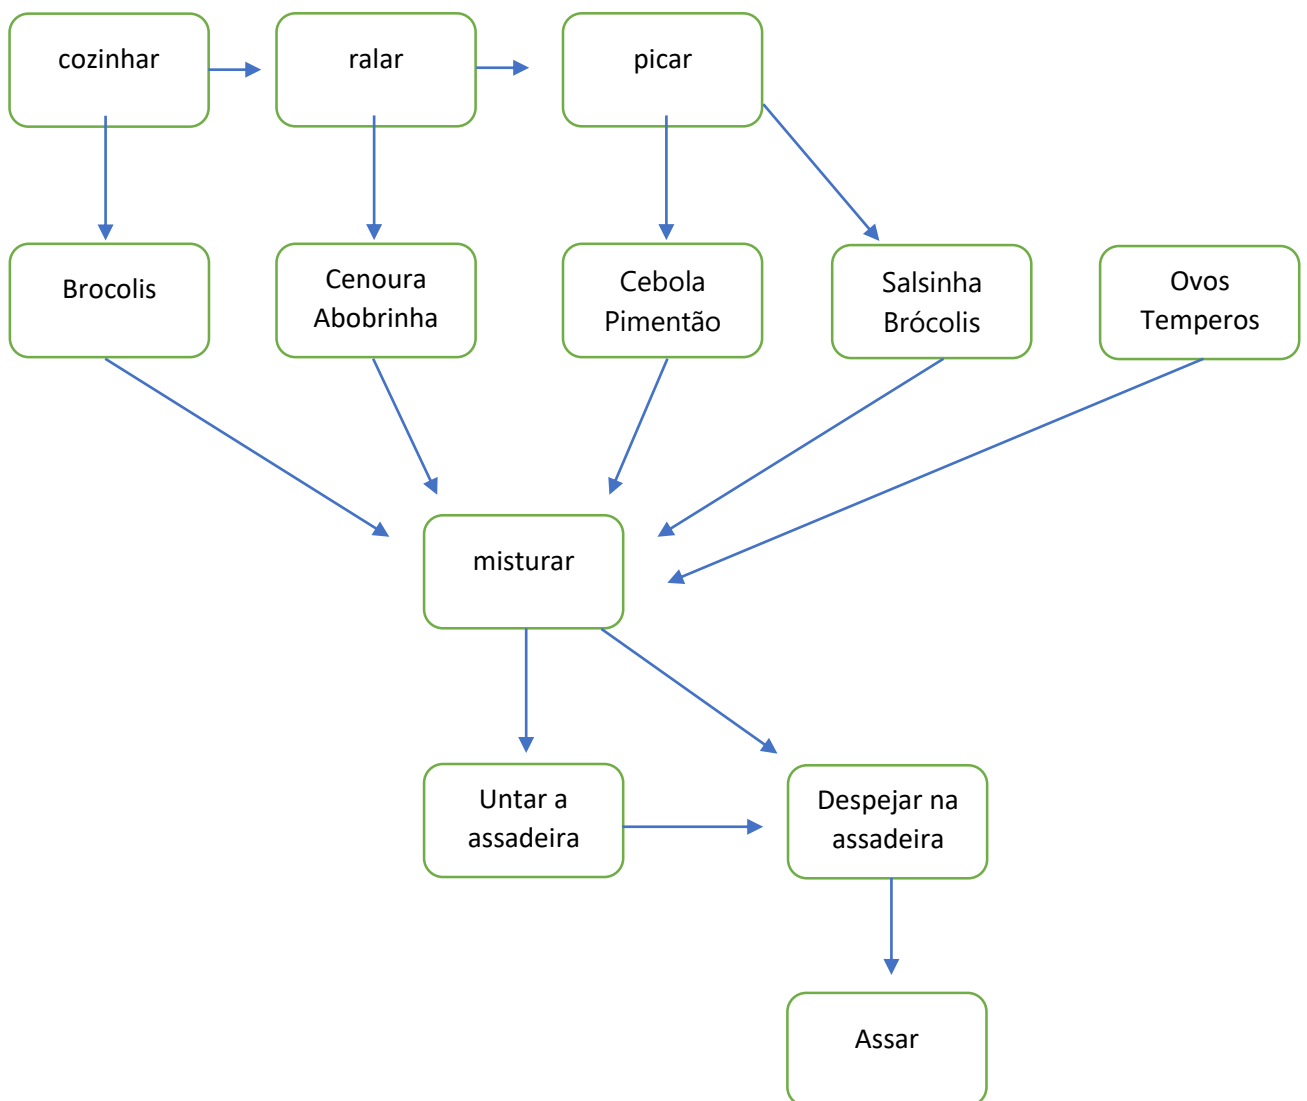 cozinhar
ralar
picar
Brocolis
Cenoura
Abobrinha
Cebola
Pimentão
Salsinha
Brócolis
Ovos
Temperos
misturar
Untar a
assadeira
Despejar na
assadeira
Assar